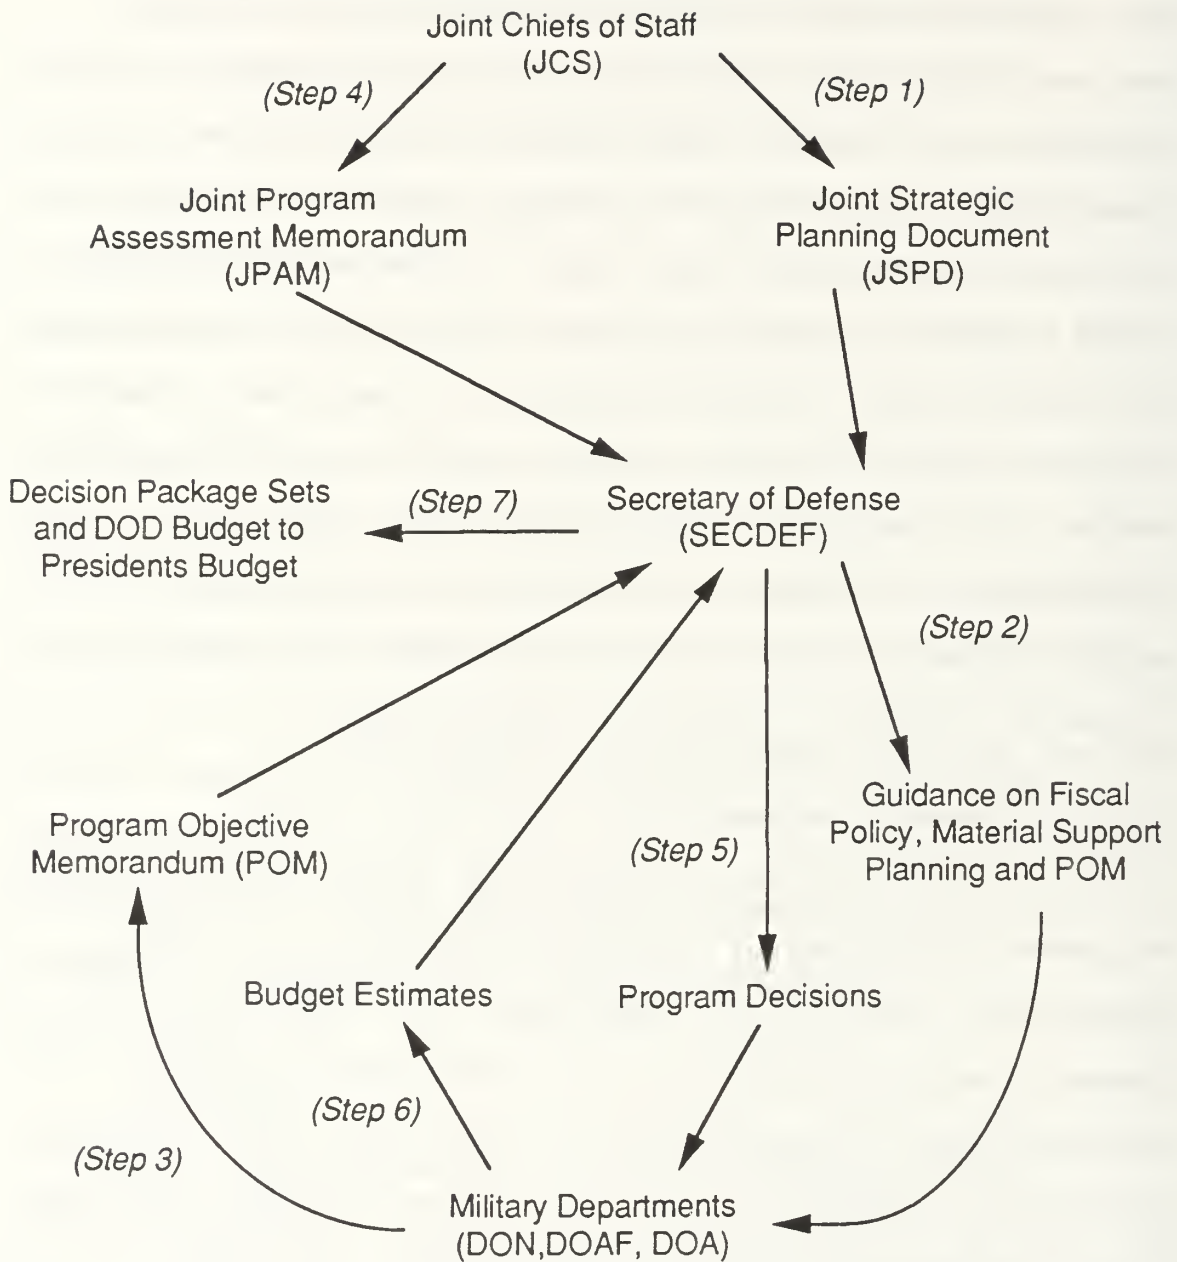 Joint Chiefs of Staff
(JCS)
(Step 4)
(Step 1)
Joint Program
Assessment Memorandum
(JPAM)
Joint Strategic
Planning Document
(JSPD)
Decision Package Sets
and DOD Budget to
Presidents Budget
(Step 7)
Secretary of Defense
(SECDEF)
(Step 2)
Program Objective
Memorandum (POM)
(Step 5)
Guidance on Fiscal
Policy, Material Support
Planning and POM
Budget Estimates
Program Decisions
(Step 6)
(Step 3)
Military Departments
(DON,DOAF, DOA)